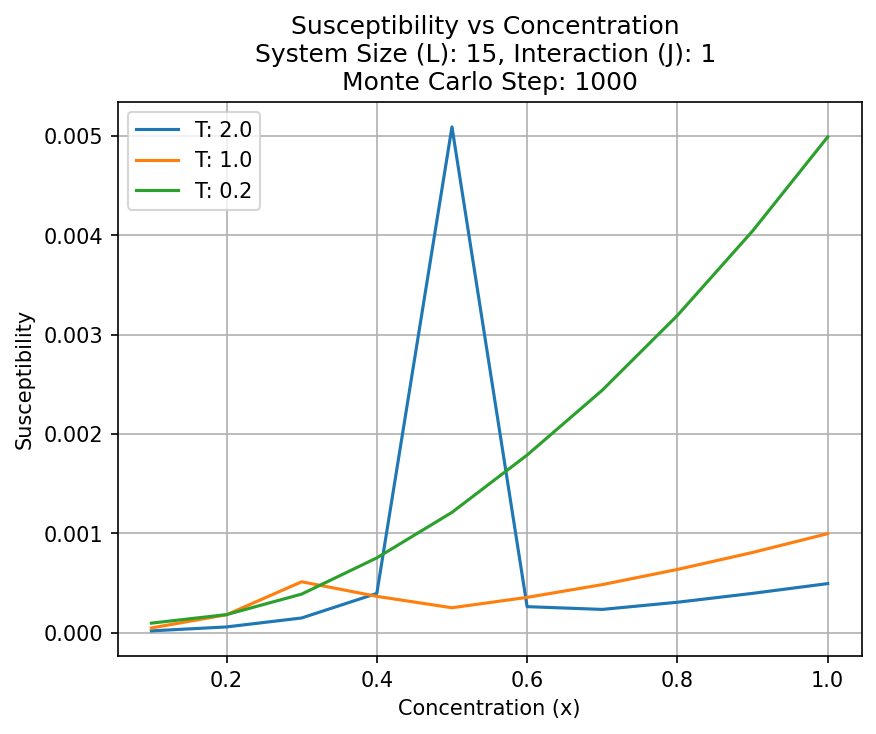 Susceptibility vs Concentration
System Size (L): 15, Interaction (J): 1
Monte Carlo Step: 1000
T: 2.0
T: 1.0
T: 0.2
0.005
0.004
0.003
0.002
0.001
0.000
Susceptibility
0.2
0.4
0.6
0.8
1.0
Concentration (x)